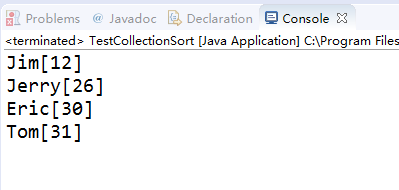 Problems @ Javadoc Declaration Console
<terminated> TestCollectionSort [Java Application] C:\Program Files
Jim[12]
Jerry[26]
Eric[30]
Tom[31]